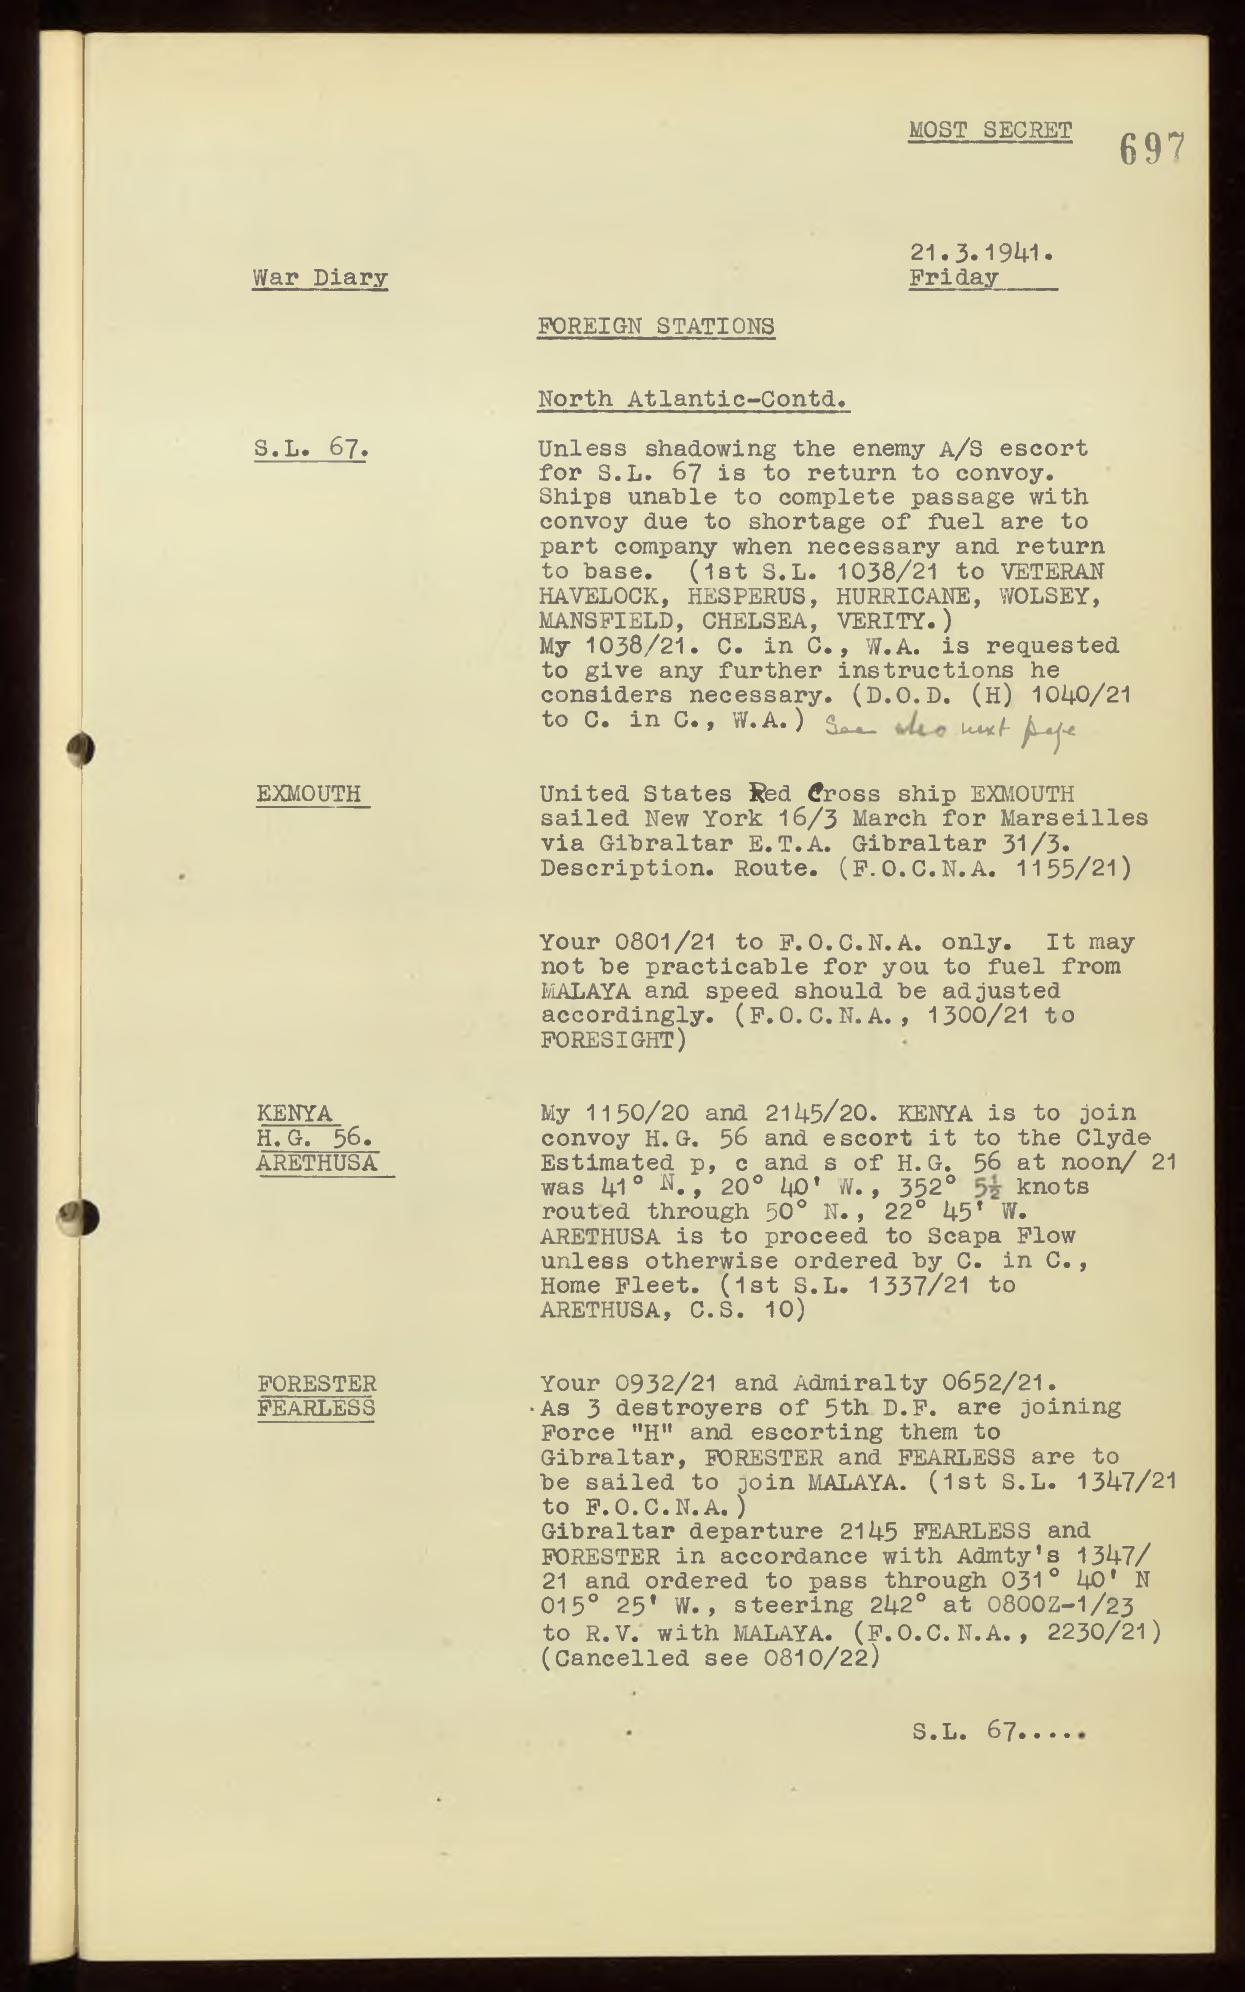 MOST SECRET
697
21.3.1941.
War Diary
Friday
FOREIGN STATIONS
North Atlantic-Contd.
S.L. 67.
Unless shadowing the enemy A/S escort
for S.L. 67 is to return to convoy.
Ships unable to complete passage with
convoy due to shortage of fuel are to
part company when necessary and return
to base. (1st S.L. 1038/21 to VETERAN
HAVELOCK, HESPERUS, HURRICANE, WOLSEY,
MANSFIELD, CHELSEA, VERITY.)
My 1038/21. C. in C., W.A. is requested
to give any further instructions he
considers necessary. (D.O.D. (H) 1040/21
to C. in C., W.A.) See also next page
EXMOUTH
United States Red Cross ship EXMOUTH
sailed New York 16/3 March for Marseilles
via Gibraltar E.T.A. Gibraltar 31/3.
Description. Route. (F.O.C.N.A. 1155/21)
Your 0801/21 to F.O.C.N.A. only. It may
not be practicable for you to fuel from
MALAYA and speed should be adjusted
accordingly. (F.O.C.N.A., 1300/21 to
FORESIGHT)
KENYA
H.G. 56.
ARETHUSA
My 1150/20 and 2145/20. KENYA is to join
convoy H.G. 56 and escort it to the Clyde
Estimated p, c and s of H.G. 56 at noon/ 21
was 41° N., 20° 40' W., 352° 5½ knots
routed through 50° N., 22° 45' W.
ARETHUSA is to proceed to Scapa Flow
unless otherwise ordered by C. in C.,
Home Fleet. (1st S.L. 1337/21 to
ARETHUSA, C.S. 10)
FORESTER
FEARLESS
Your 0932/21 and Admiralty 0652/21.
As 3 destroyers of 5th D.F. are joining
Force "H" and escorting them to
Gibraltar, FORESTER and FEARLESS are to
be sailed to join MALAYA. (1st S.L. 1347/21
to F.O.C.N.A.)
Gibraltar departure 2145 FEARLESS and
FORESTER in accordance with Admty's 1347/
21 and ordered to pass through 031° 40' N
015° 25' W., steering 242° at 0800Z-1/23
to R.V. with MALAYA. (F.O.C.N.A., 2230/21)
(Cancelled see 0810/22)
S.L. 67.....